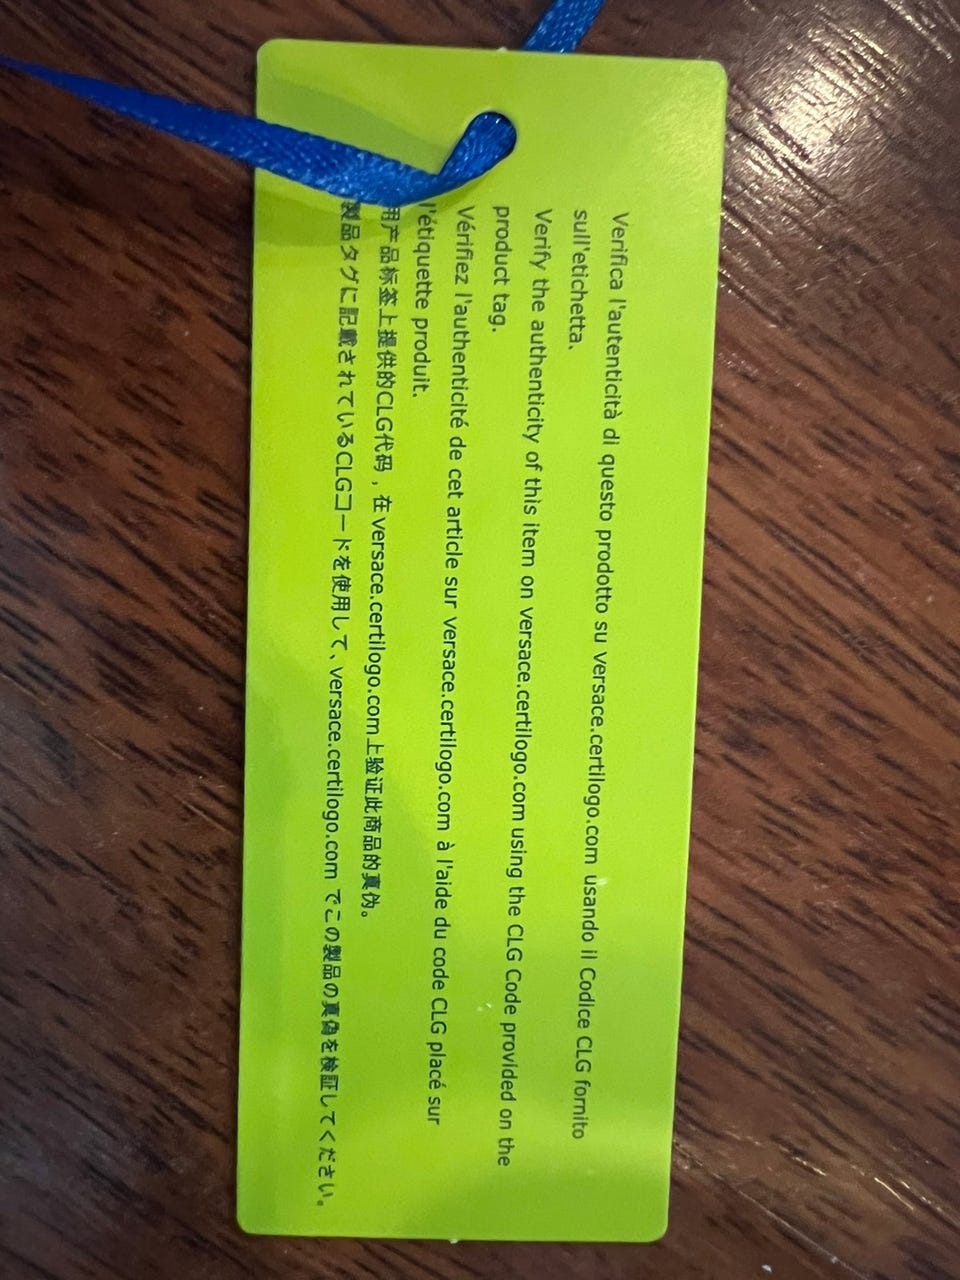 Verifica l'autenticità di questo prodotto su versace.certilogo.com usando il Codice CLG fornito
sull'etichetta.
Verify the authenticity of this item on versace.certilogo.com using the CLG Code provided on the
product tag.
Vérifiez l'authenticité de cet article sur versace.certilogo.com à l'aide du code CLG placé sur
l'étiquette produit.
用产品标签上提供的CLG代码，在versace.certilogo.com上验证此商品的真伪。
製品タグに記載されているCLGコードを使用して、versace.certilogo.com でこの製品の真偽を検証してください。